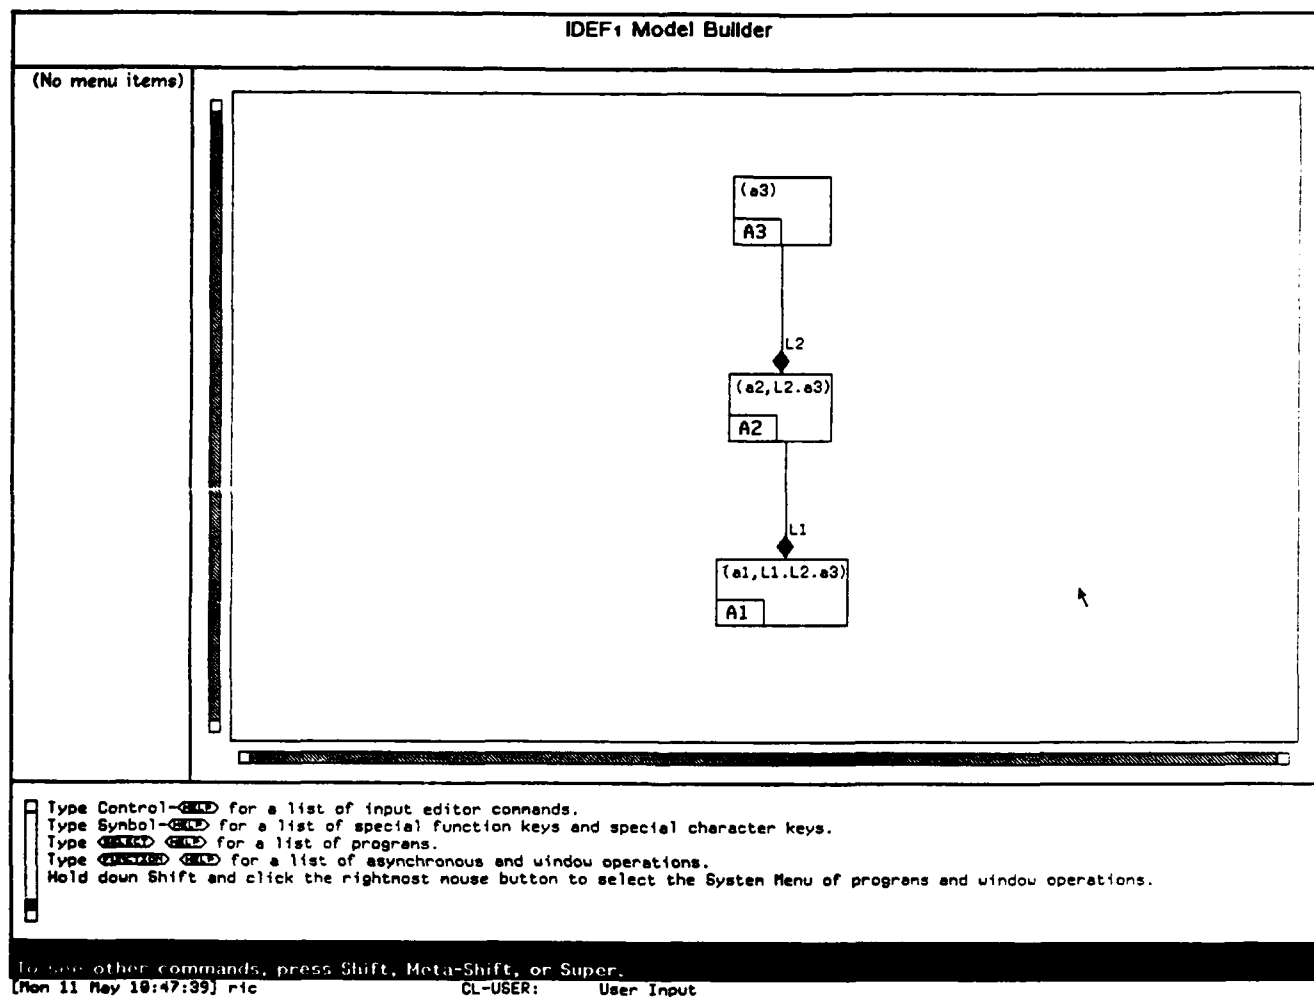 IDEF1 Model Builder
(No menu items)
(a3)
A3
L2
(a2,L2.a3)
A2
L1
(a1,L1.L2.a3)
A1
Type Control-HELP for a list of input editor commands.
Type Symbol-HELP for a list of special function keys and special character keys.
Type SELECT HELP for a list of programs.
Type FUNCTION HELP for a list of asynchronous and window operations.
Hold down Shift and click the rightmost mouse button to select the System Menu of programs and window operations.
To see other commands, press Shift, Meta-Shift, or Super.
[Mon 11 May 10:47:39] ric CL-USER: User Input